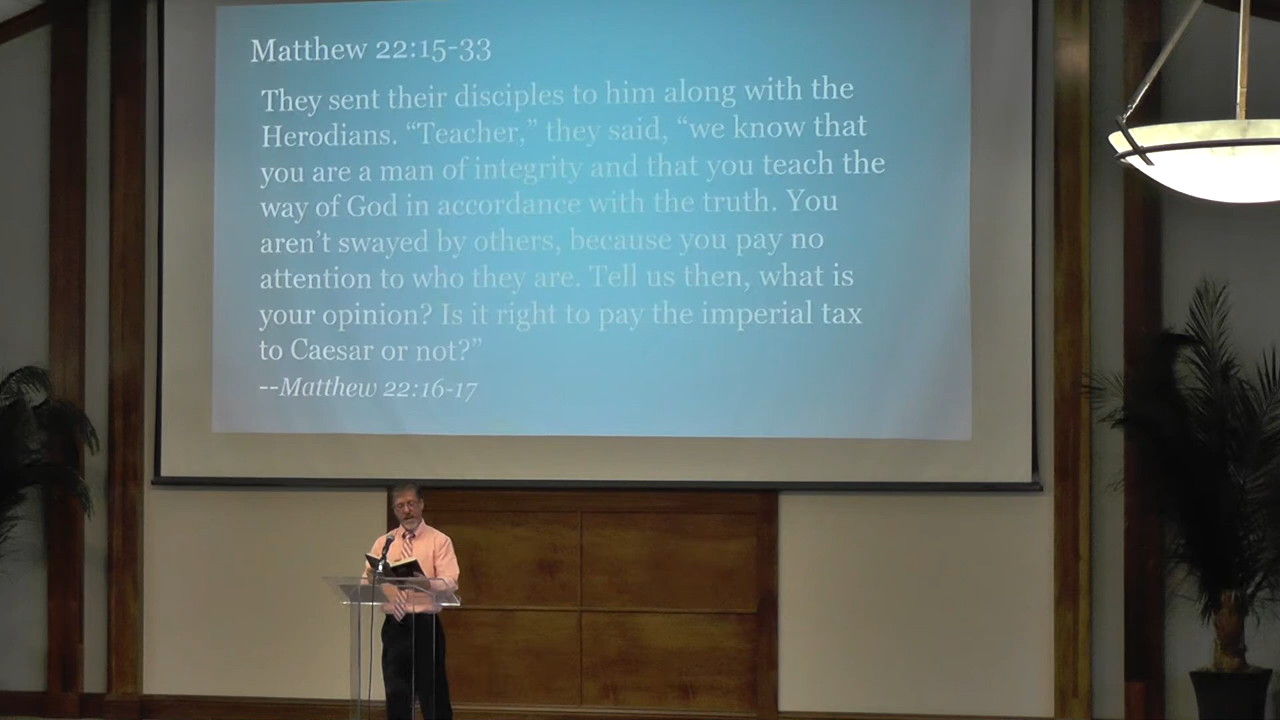 Matthew 22:15-33
They sent their disciples to him along with the
Herodians. “Teacher,” they said, “we know that
you are a man of integrity and that you teach the
way of God in accordance with the truth. You
aren’t swayed by others, because you pay no
attention to who they are. Tell us then, what is
your opinion? Is it right to pay the imperial tax
to Caesar or not?”
--Matthew 22:16-17